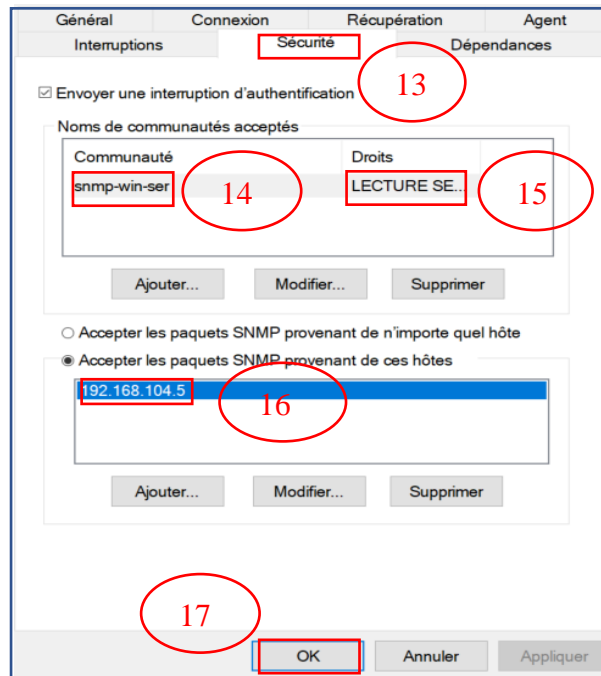 Général Connexion Récupération Agent
Interruptions Sécurité Dépendances
13
Envoyer une interruption d'authentification
Noms de communautés acceptés
Communauté Droits
snmp-win-ser 14 LECTURE SE... 15
Ajouter... Modifier... Supprimer
Accepter les paquets SNMP provenant de n'importe quel hôte
Accepter les paquets SNMP provenant de ces hôtes
192.168.104.5 16
Ajouter... Modifier... Supprimer
17
OK Annuler Appliquer